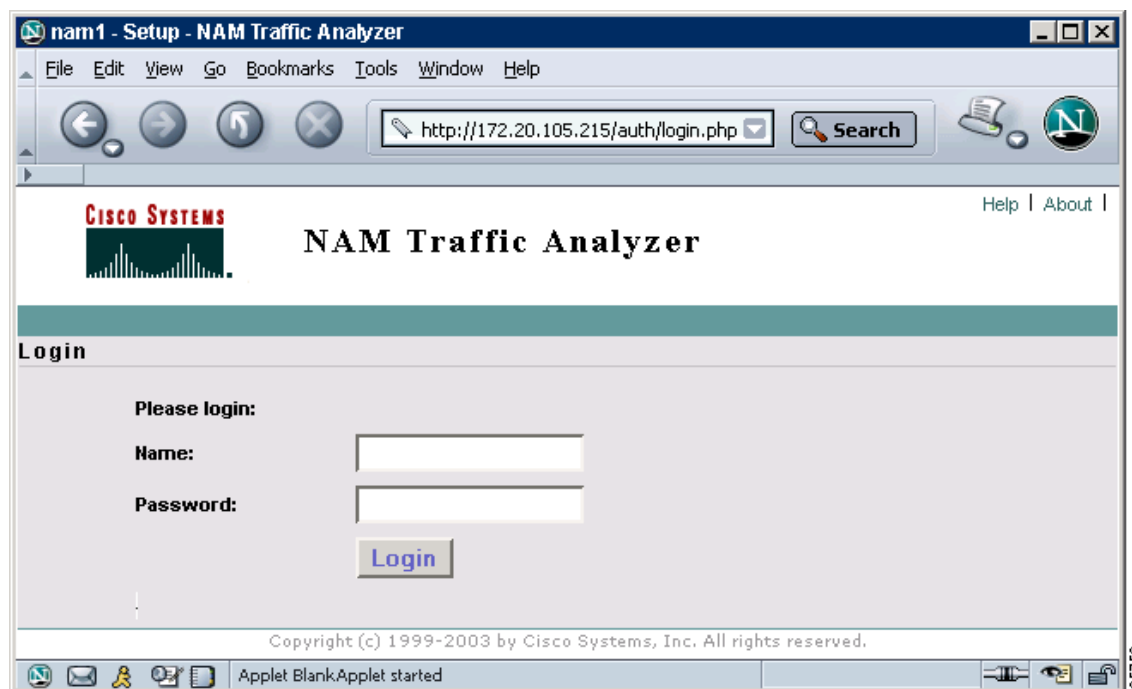 nam1 - Setup - NAM Traffic Analyzer
File Edit View Go Bookmarks Tools Window Help
http://172.20.105.215/auth/login.php Search N
Help | About |
CISCO SYSTEMS
NAM Traffic Analyzer
Login
Please login:
Name:
Password:
Login
Copyright (c) 1999-2003 by Cisco Systems, Inc. All rights reserved.
Applet BlankApplet started